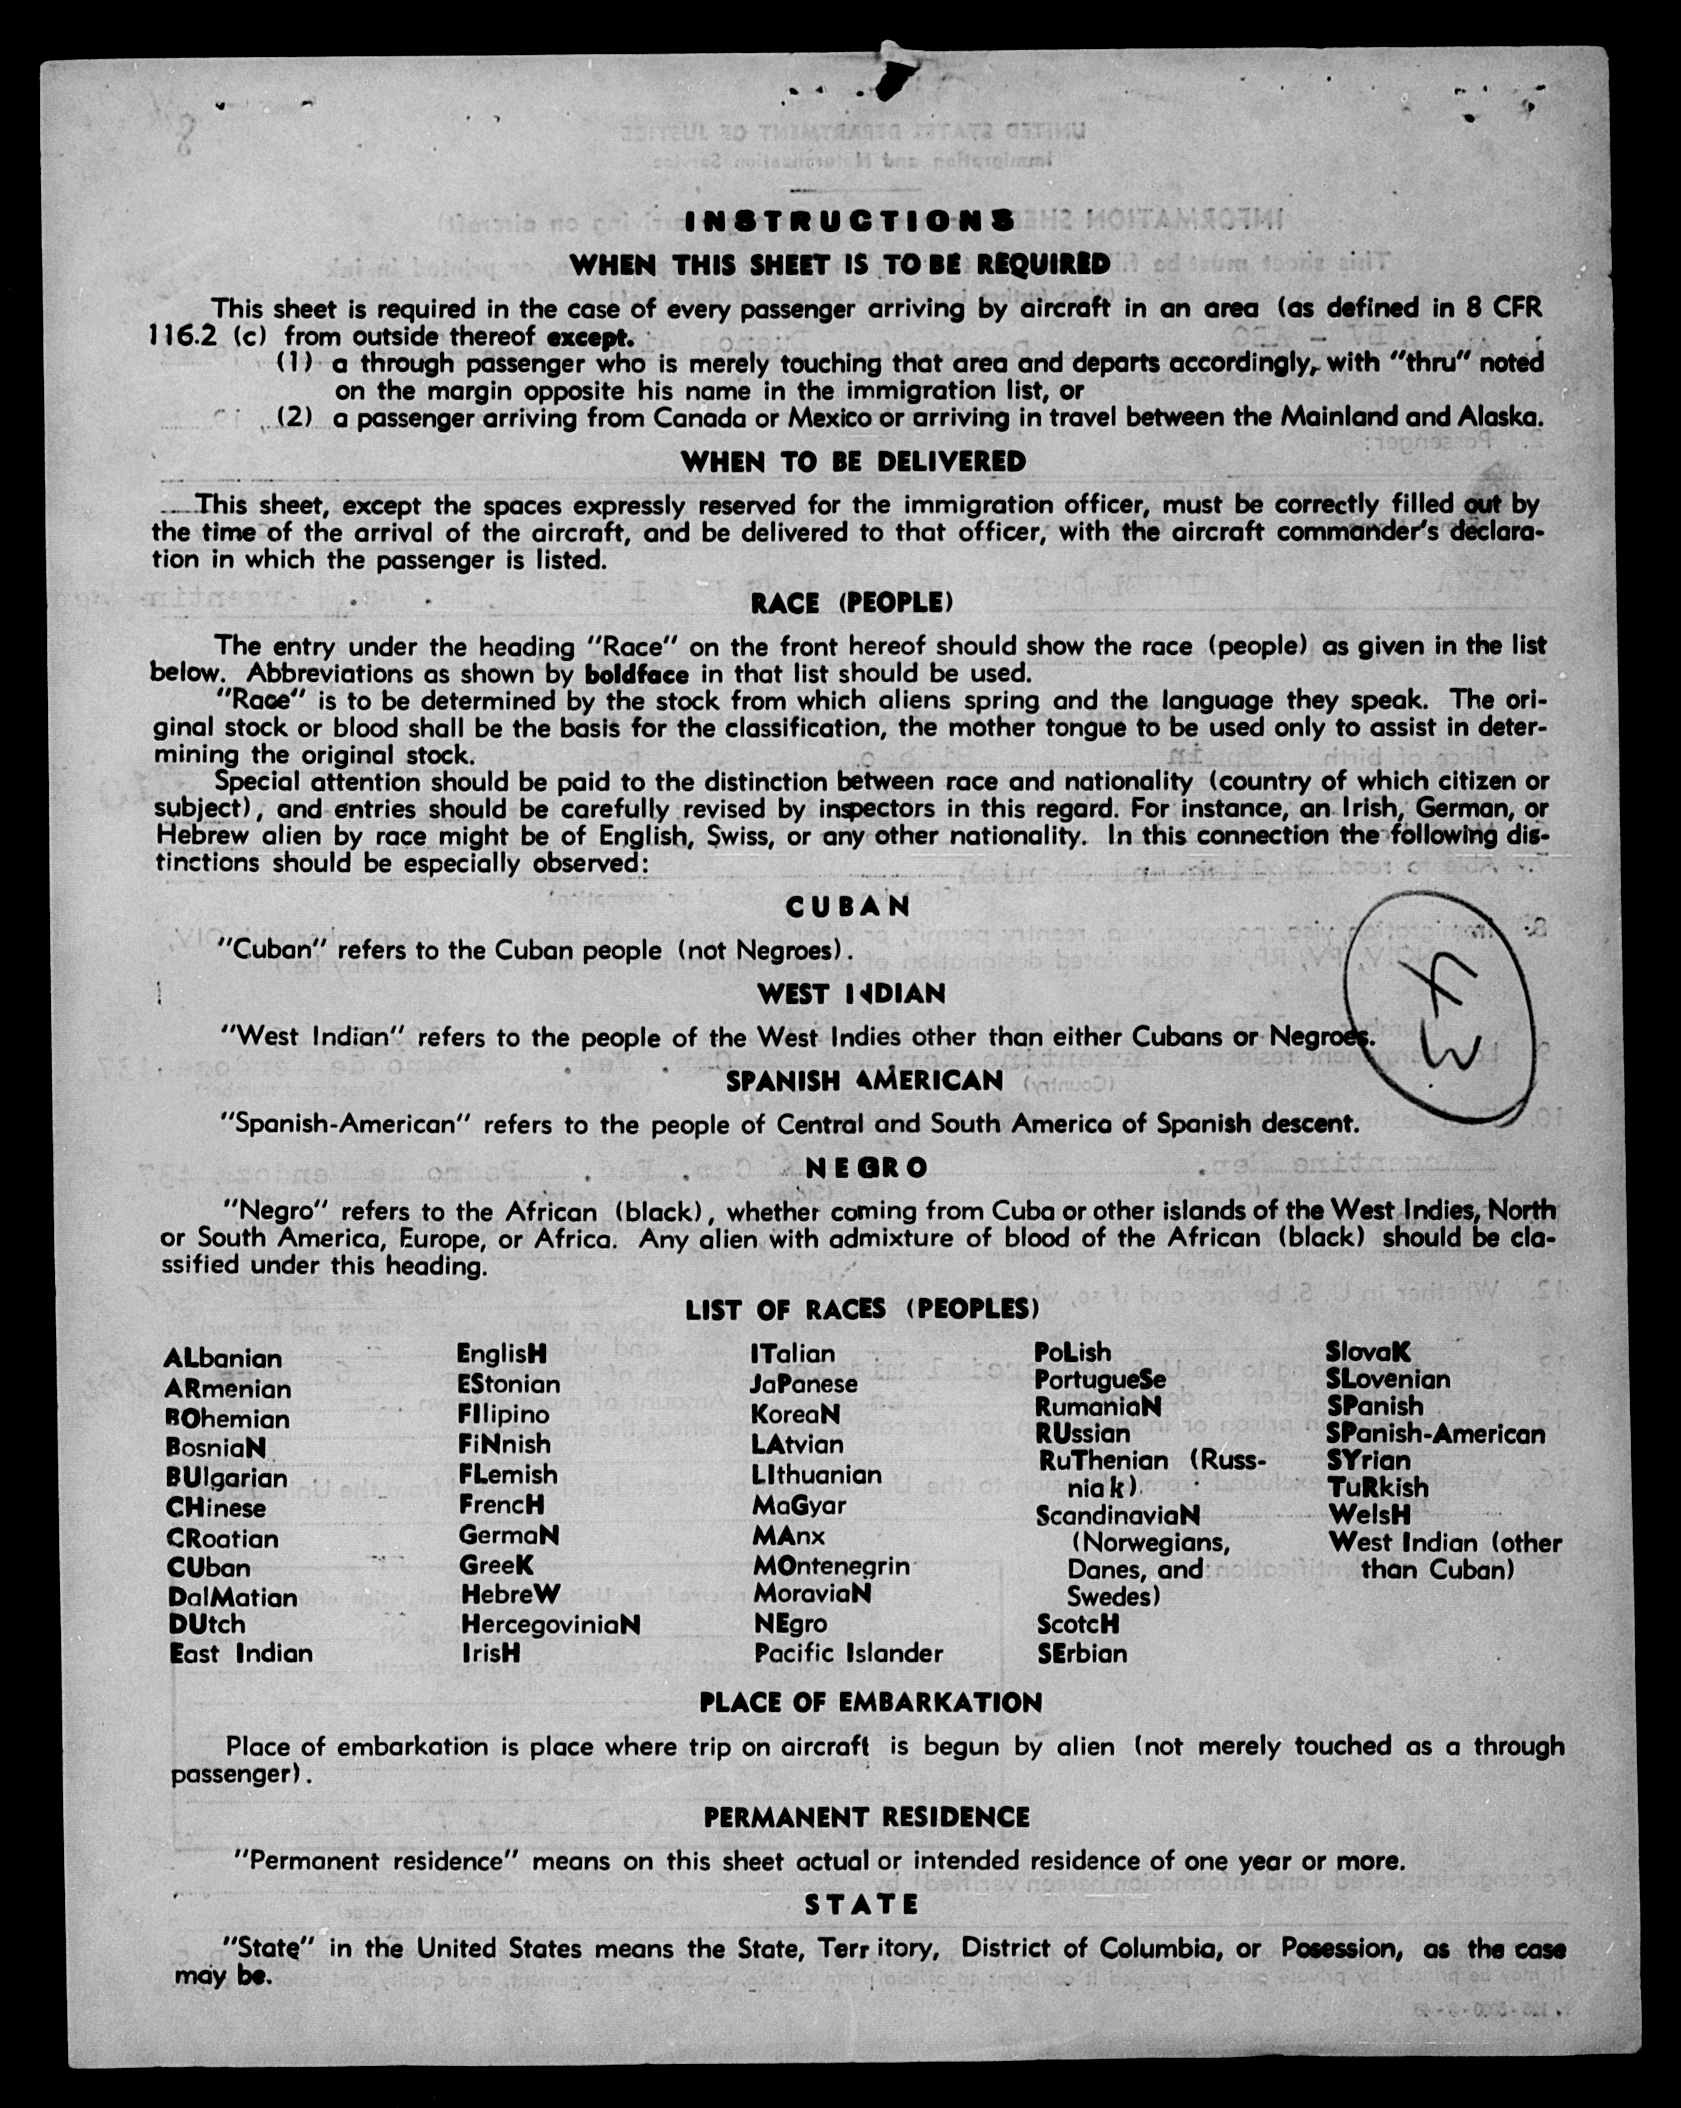 INSTRUCTIONS
WHEN THIS SHEET IS TO BE REQUIRED
This sheet is required in the case of every passenger arriving by aircraft in an area (as defined in 8 CFR
116.2 (c) from outside thereof except.
(1) a through passenger who is merely touching that area and departs accordingly, with "thru" noted
on the margin opposite his name in the immigration list, or
(2) a passenger arriving from Canada or Mexico or arriving in travel between the Mainland and Alaska.
WHEN TO BE DELIVERED
This sheet, except the spaces expressly reserved for the immigration officer, must be correctly filled out by
the time of the arrival of the aircraft, and be delivered to that officer, with the aircraft commander's declara-
tion in which the passenger is listed.
RACE (PEOPLE)
The entry under the heading "Race" on the front hereof should show the race (people) as given in the list
below. Abbreviations as shown by boldface in that list should be used.
"Race" is to be determined by the stock from which aliens spring and the language they speak. The ori-
ginal stock or blood shall be the basis for the classification, the mother tongue to be used only to assist in deter-
mining the original stock.
Special attention should be paid to the distinction between race and nationality (country of which citizen or
subject), and entries should be carefully revised by inspectors in this regard. For instance, an Irish, German, or
Hebrew alien by race might be of English, Swiss, or any other nationality. In this connection the following dis-
tinctions should be especially observed:
CUBAN
"Cuban" refers to the Cuban people (not Negroes).
WEST INDIAN
"West Indian" refers to the people of the West Indies other than either Cubans or Negroes.
SPANISH AMERICAN
"Spanish-American" refers to the people of Central and South America of Spanish descent.
NEGRO
"Negro" refers to the African (black), whether coming from Cuba or other islands of the West Indies, North
or South America, Europe, or Africa. Any alien with admixture of blood of the African (black) should be cla-
ssified under this heading.
LIST OF RACES (PEOPLES)
ALbanian
ARmenian
BOhemian
BosniaN
BUlgarian
CHinese
CRoatian
CUban
DalMatian
DUtch
East Indian
EnglisH
EStonian
FIlipino
FiNnish
FLemish
FrencH
GermaN
GreeK
HebreW
HercegoviniaN
IrisH
ITalian
JaPanese
KoreaN
LAtvian
LIthuanian
MaGyar
MAnx
MOntenegrin
MoraviaN
NEgro
Pacific Islander
PoLish
PortugueSe
RumaniaN
RUssian
RuThenian (Russ-
niak)
ScandinaviaN
(Norwegians,
Danes, and
Swedes)
ScotcH
SErbian
SlovaK
SLovenian
SPanish
SPanish-American
SYrian
TuRkish
WelsH
West Indian (other
than Cuban)
PLACE OF EMBARKATION
Place of embarkation is place where trip on aircraft is begun by alien (not merely touched as a through
passenger).
PERMANENT RESIDENCE
"Permanent residence" means on this sheet actual or intended residence of one year or more.
STATE
"State" in the United States means the State, Territory, District of Columbia, or Posession, as the case
may be.